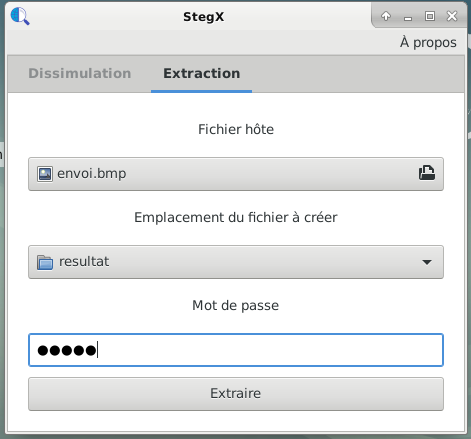 StegX
À propos
Dissimulation Extraction
Fichier hôte
envoi.bmp
Emplacement du fichier à créer
resultat
Mot de passe
●●●●●
Extraire